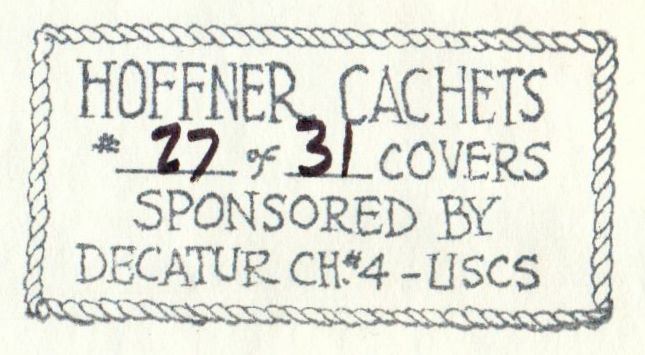 HOFFNER CACHETS
# 27 of 31 COVERS
SPONSORED BY
DECATUR CH.#4 - USCS